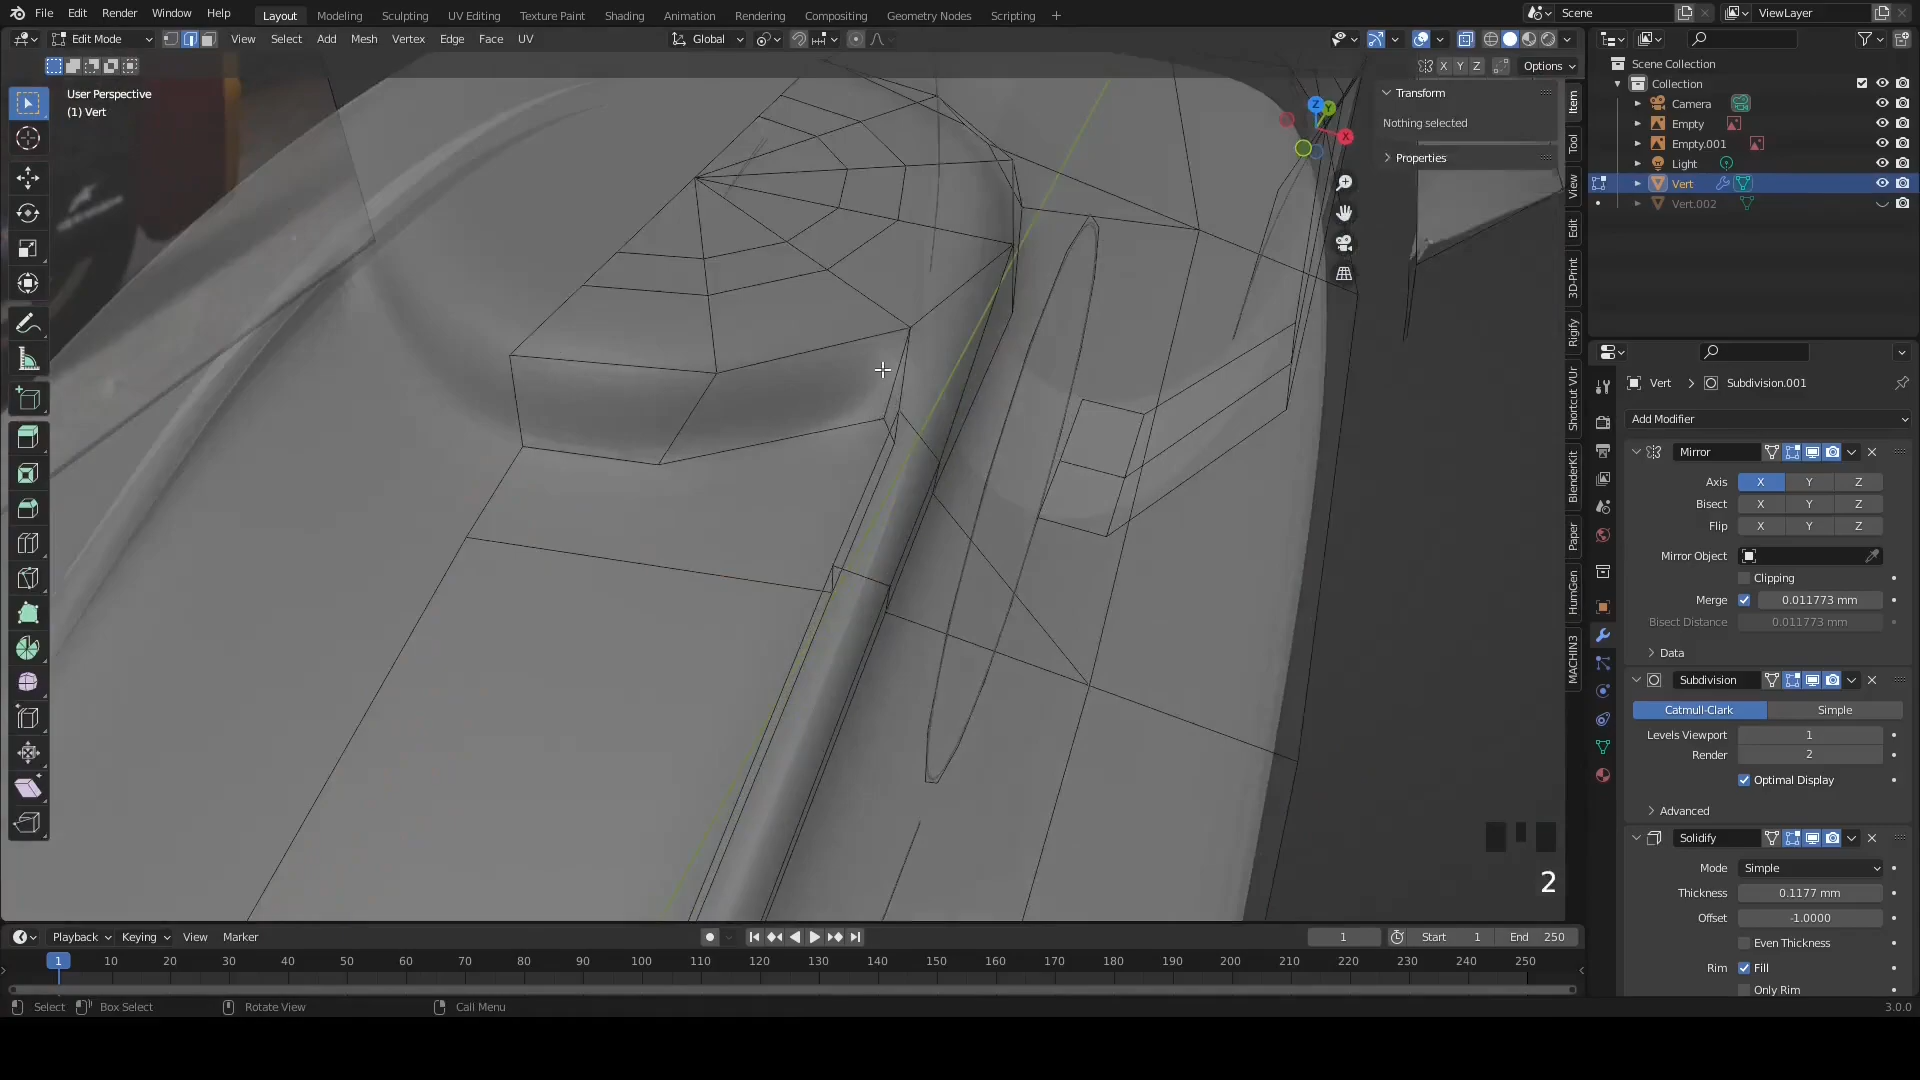 File Edit Render Window Help
Layout Modeling Sculpting UV Editing Texture Paint Shading Animation Rendering Compositing Geometry Nodes Scripting +
Scene
ViewLayer
Edit Mode
View Select Add Mesh Vertex Edge Face UV
Global
X Y Z
Options
User Perspective
(1) Vert
Z
Y
X
Transform
Nothing selected
Properties
Item
Tool
View
Edit
3D-Print
Rigify
Shortcut VUr
BlenderKit
Paper
HumGen
MACHIN3
2
Scene Collection
Collection
Camera
Empty
Empty.001
Light
Vert
Vert.002
Vert
Subdivision.001
Add Modifier
Mirror
Axis X Y Z
Bisect X Y Z
Flip X Y Z
Mirror Object
Clipping
Merge 0.011773 mm
Bisect Distance 0.011773 mm
Data
Subdivision
Catmull-Clark Simple
Levels Viewport 1
Render 2
Optimal Display
Advanced
Solidify
Mode Simple
Thickness 0.1177 mm
Offset -1.0000
Even Thickness
Rim Fill
Only Rim
Playback Keying View Marker
1
Start 1
End 250
1 10 20 30 40 50 60 70 80 90 100 110 120 130 140 150 160 170 180 190 200 210 220 230 240 250
Select Box Select Rotate View Call Menu
3.0.0